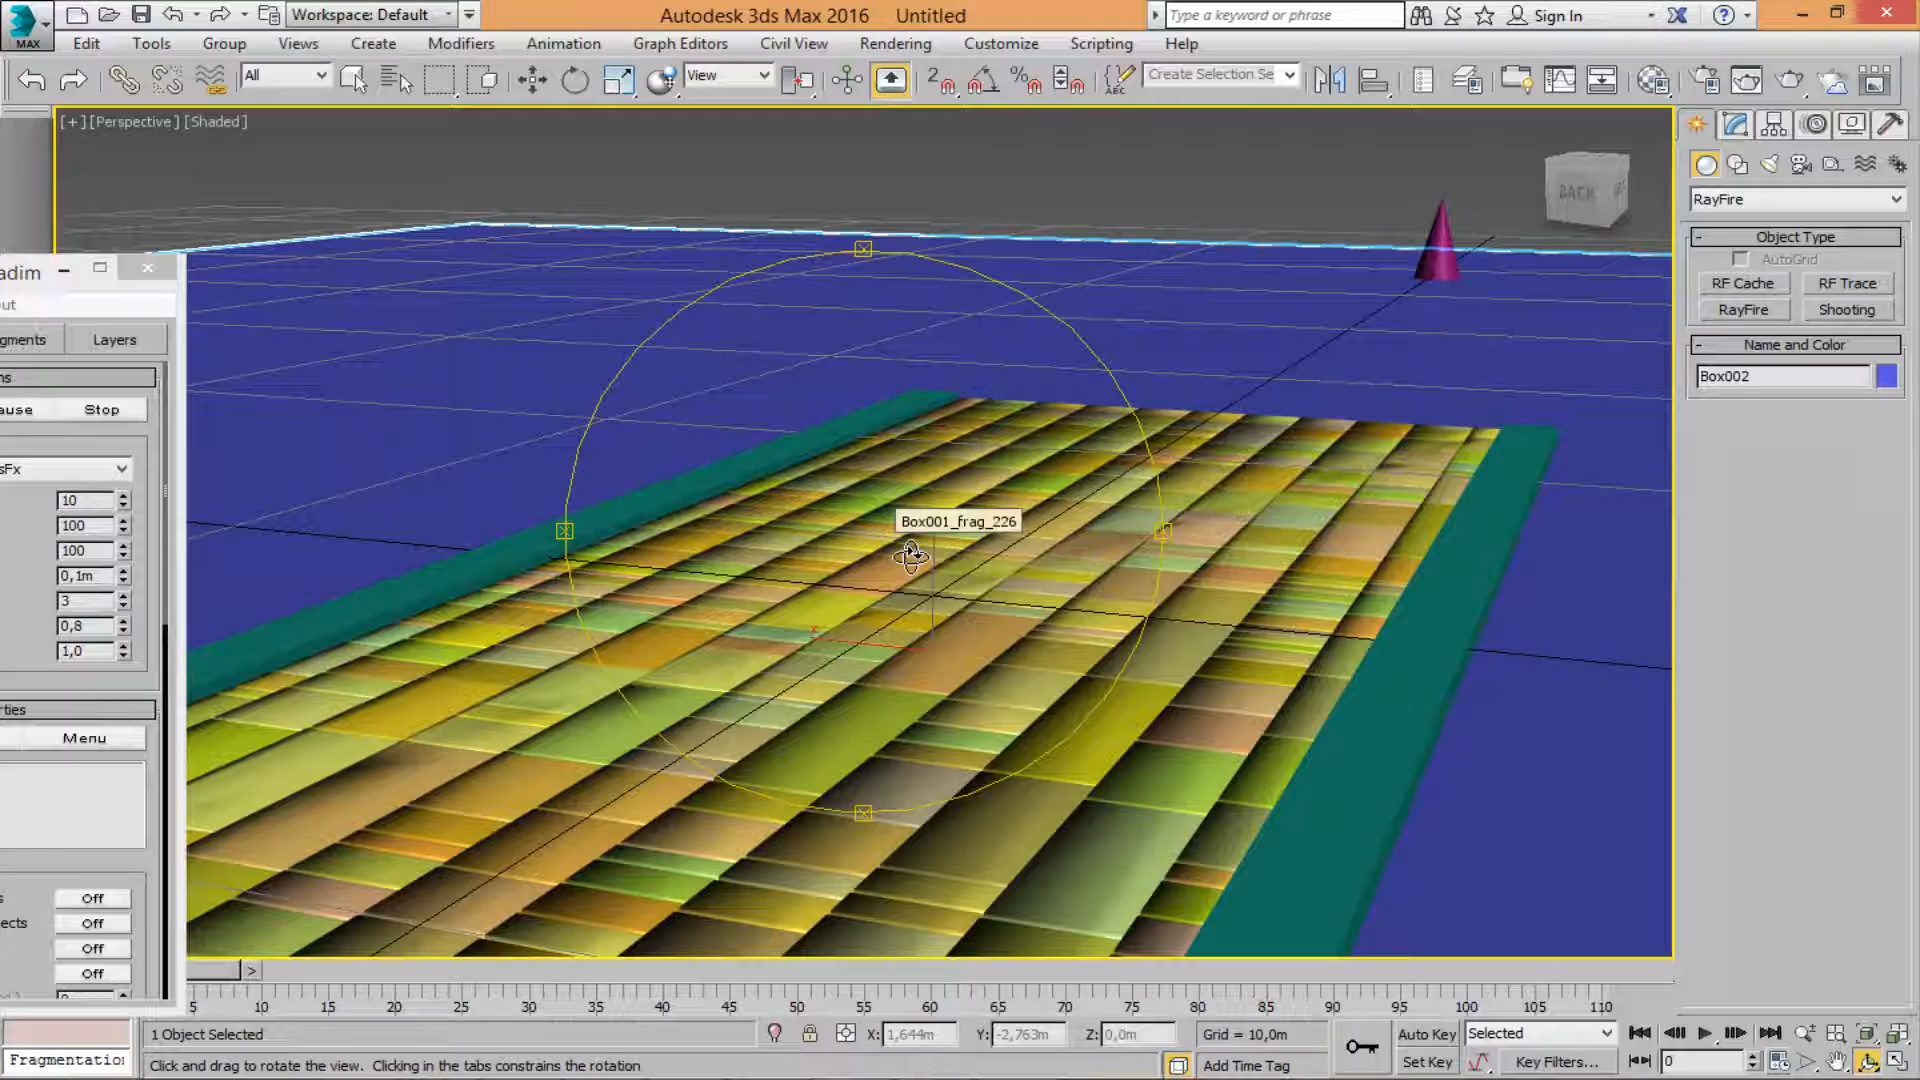 MAX
Workspace: Default
Autodesk 3ds Max 2016 Untitled
Type a keyword or phrase
Sign In
Edit Tools Group Views Create Modifiers Animation Graph Editors Civil View Rendering Customize Scripting Help
All
View
2
ABC
Create Selection Se
[+][Perspective][Shaded]
BACK
RayFire
- Object Type
AutoGrid
RF Cache RF Trace
RayFire Shooting
- Name and Color
Box002
adim
out
gments Layers
ns
ause Stop
sFx
10
100
100
0,1m
3
0,8
1,0
rties
Menu
s Off
ects Off
Off
Off
Box001_frag_226
>
5 10 15 20 25 30 35 40 45 50 55 60 65 70 75 80 85 90 95 100 105 110
1 Object Selected
X: 1,644m Y: -2,763m Z: 0,0m Grid = 10,0m
Auto Key Selected
Fragmentation
Click and drag to rotate the view. Clicking in the tabs constrains the rotation
Add Time Tag
Set Key Key Filters...
0